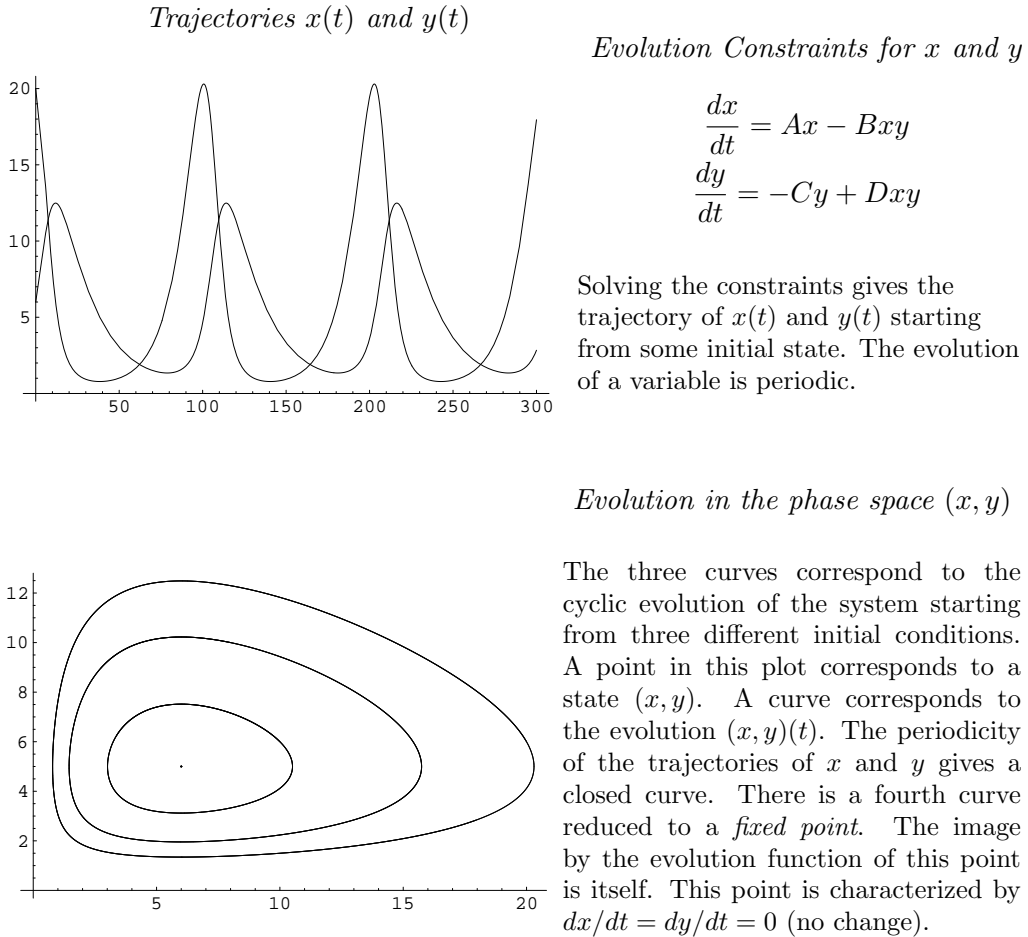 Trajectories x(t) and y(t)
20
15
10
5
50 100 150 200 250 300
Evolution Constraints for x and y
dx/dt = Ax − Bxy
dy/dt = −Cy + Dxy
Solving the constraints gives the
trajectory of x(t) and y(t) starting
from some initial state. The evolution
of a variable is periodic.
Evolution in the phase space (x, y)
12
10
8
6
4
2
5 10 15 20
The three curves correspond to the
cyclic evolution of the system starting
from three different initial conditions.
A point in this plot corresponds to a
state (x, y). A curve corresponds to
the evolution (x, y)(t). The periodicity
of the trajectories of x and y gives a
closed curve. There is a fourth curve
reduced to a fixed point. The image
by the evolution function of this point
is itself. This point is characterized by
dx/dt = dy/dt = 0 (no change).